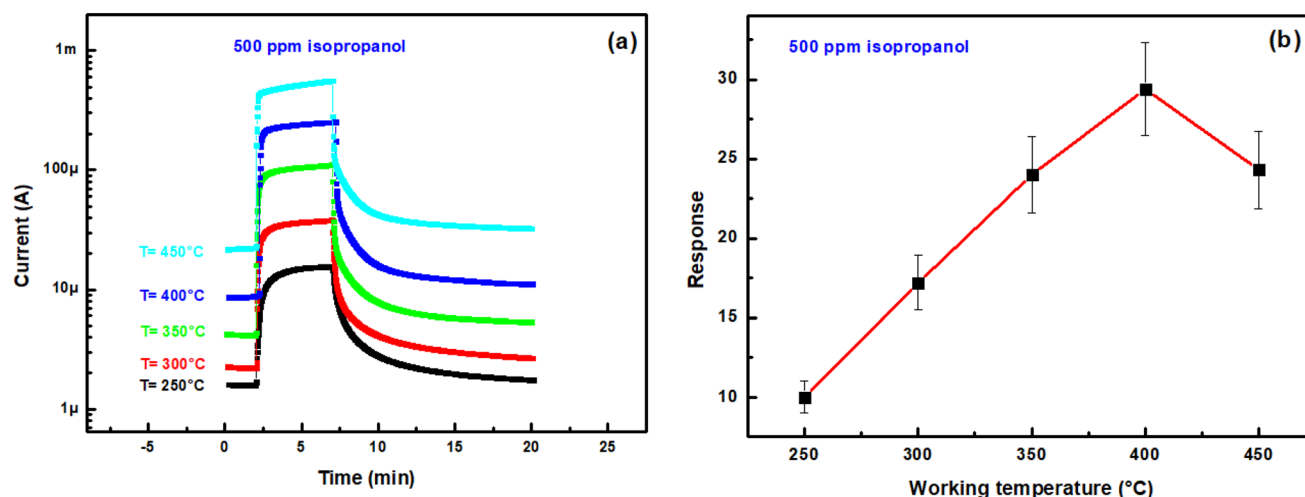 500 ppm isopropanol
(a)
Current (A)
1m
100μ
10μ
1μ
T= 450°C
T= 400°C
T= 350°C
T= 300°C
T= 250°C
-5
0
5
10
15
20
25
Time (min)
500 ppm isopropanol
(b)
Response
30
25
20
15
10
250
300
350
400
450
Working temperature (°C)